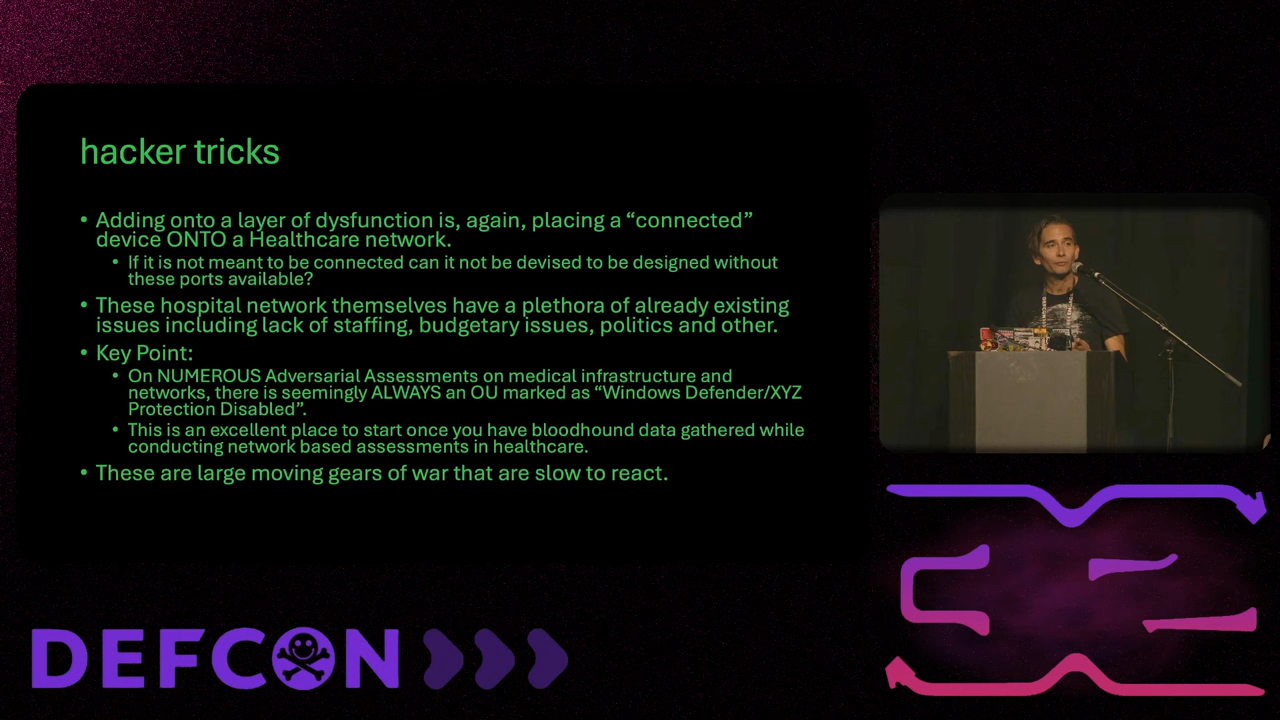 hacker tricks
• Adding onto a layer of dysfunction is, again, placing a “connected”
device ONTO a Healthcare network.
• If it is not meant to be connected can it not be devised to be designed without
these ports available?
• These hospital network themselves have a plethora of already existing
issues including lack of staffing, budgetary issues, politics and other.
• Key Point:
• On NUMEROUS Adversarial Assessments on medical infrastructure and
networks, there is seemingly ALWAYS an OU marked as “Windows Defender/XYZ
Protection Disabled”.
• This is an excellent place to start once you have bloodhound data gathered while
conducting network based assessments in healthcare.
• These are large moving gears of war that are slow to react.
DEFCON